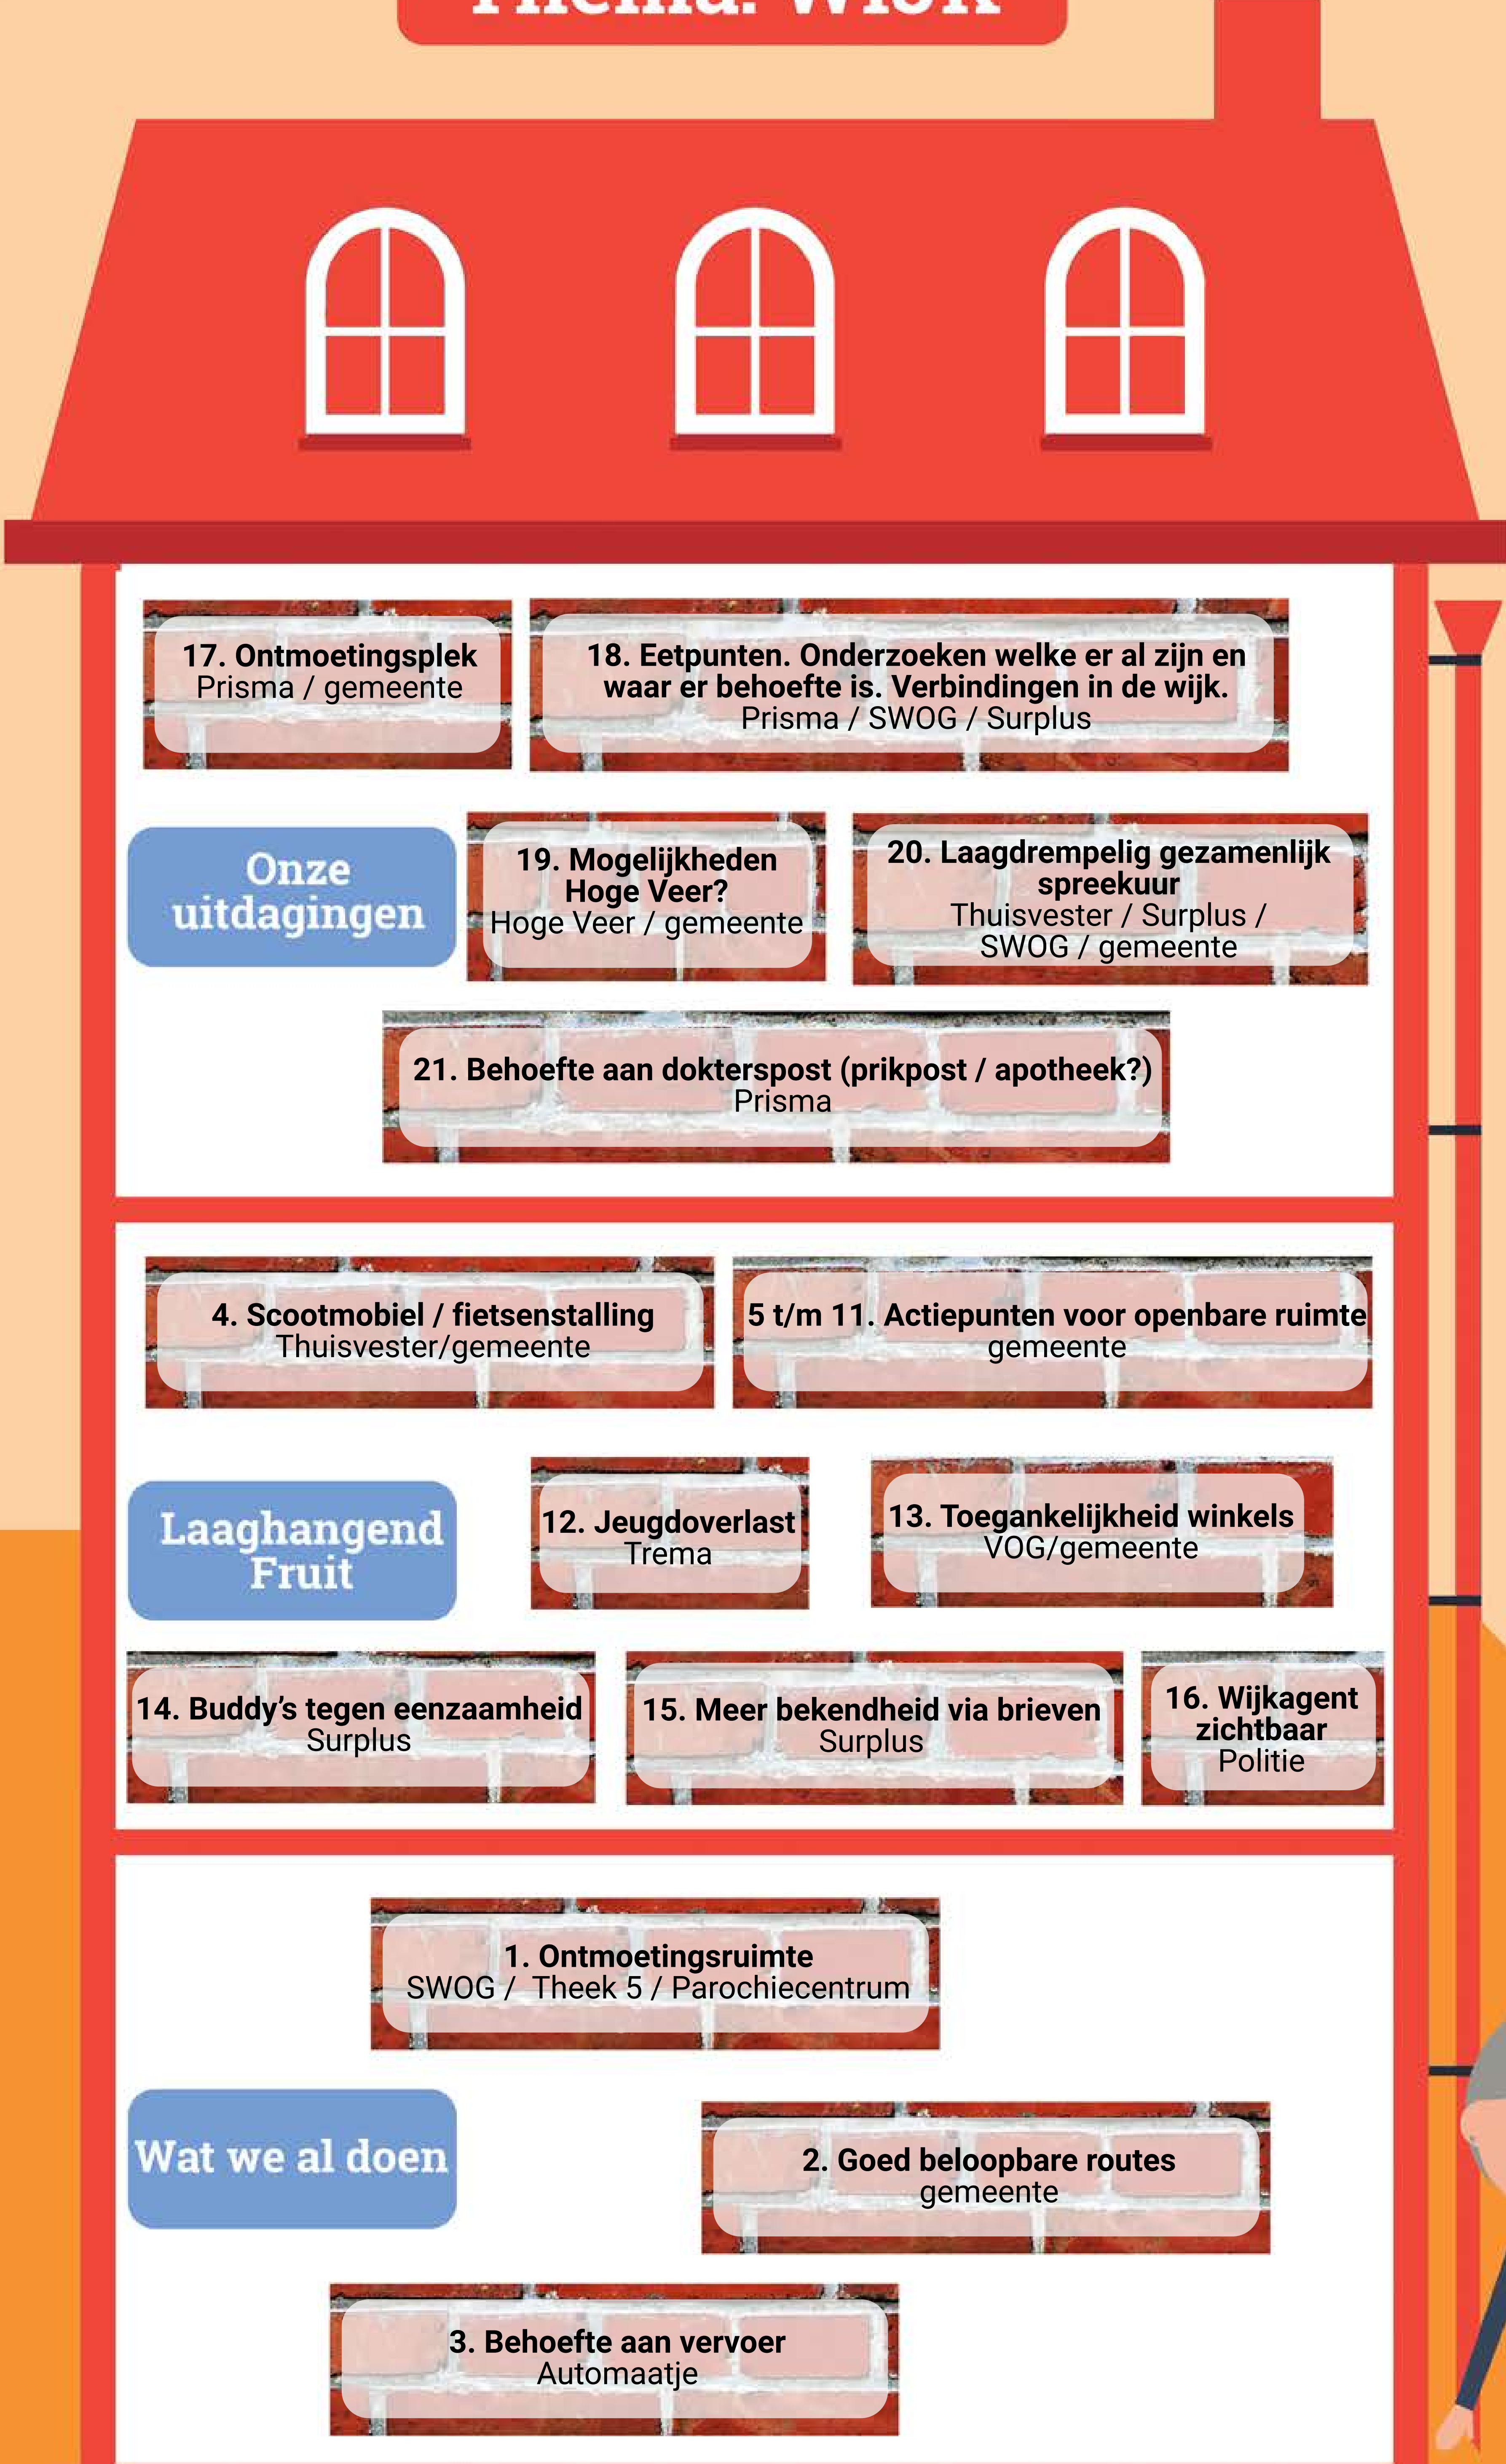 Thema: Wijk
17. Ontmoetingsplek
Prisma / gemeente
18. Eetpunten. Onderzoeken welke er al zijn en
waar er behoefte is. Verbindingen in de wijk.
Prisma / SWOG / Surplus
Onze
uitdagingen
19. Mogelijkheden
Hoge Veer?
Hoge Veer / gemeente
20. Laagdrempelig gezamenlijk
spreekuur
Thuisvester / Surplus /
SWOG / gemeente
21. Behoefte aan dokterspost (prikpost / apotheek?)
Prisma
4. Scootmobiel / fietsenstalling
Thuisvester/gemeente
5 t/m 11. Actiepunten voor openbare ruimte
gemeente
Laaghangend
Fruit
12. Jeugdoverlast
Trema
13. Toegankelijkheid winkels
VOG/gemeente
14. Buddy’s tegen eenzaamheid
Surplus
15. Meer bekendheid via brieven
Surplus
16. Wijkagent
zichtbaar
Politie
1. Ontmoetingsruimte
SWOG /  Theek 5 / Parochiecentrum
Wat we al doen
2. Goed beloopbare routes
gemeente
3. Behoefte aan vervoer
Automaatje